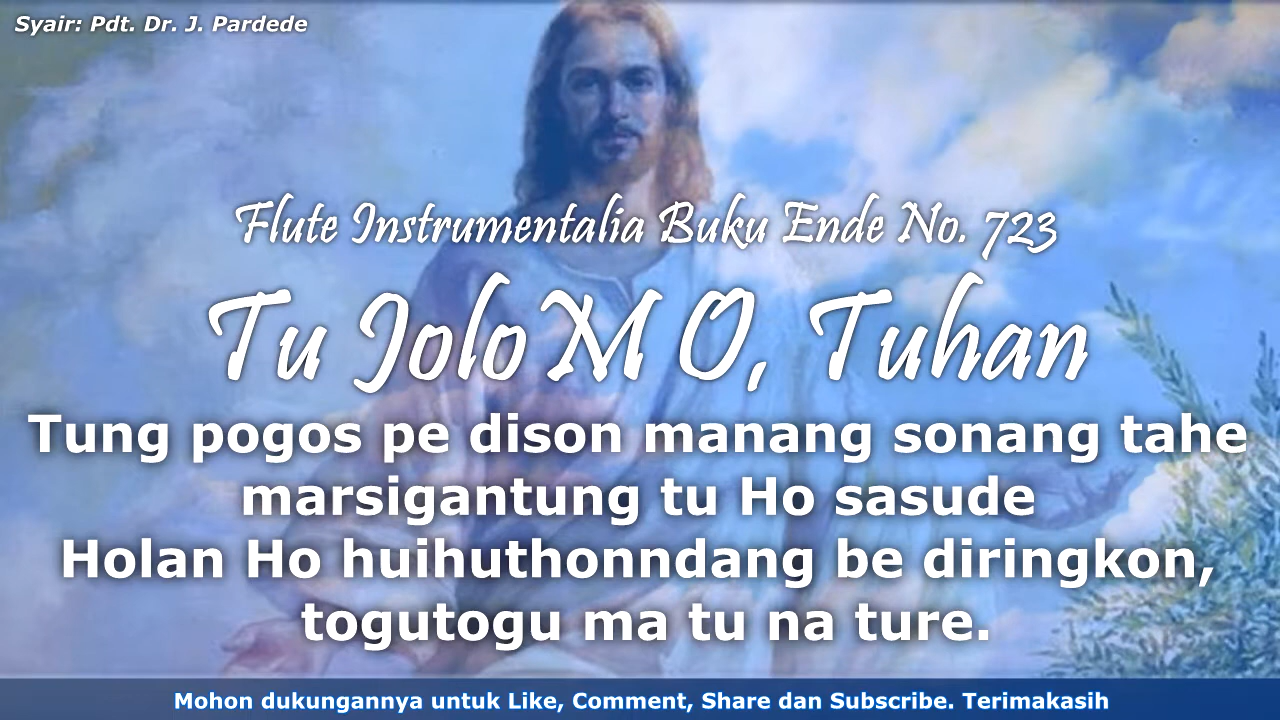 Syair: Pdt. Dr. J. Pardede
Flute Instrumentalia Buku Ende No. 723
Tu Jolo M O, Tuhan
Tung pogos pe dison manang sonang tahe
marsigantung tu Ho sasude
Holan Ho huihuthonndang be diringkon,
togutogu ma tu na ture.
Mohon dukungannya untuk Like, Comment, Share dan Subscribe. Terimakasih